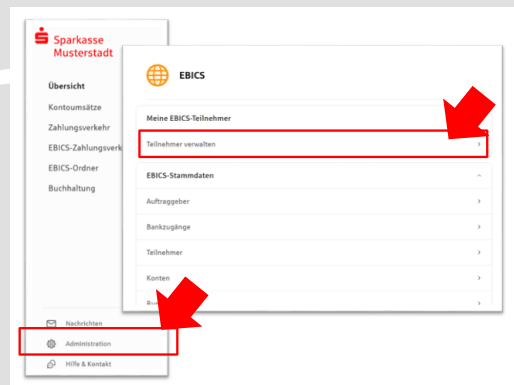 Sparkasse
Musterstadt
Übersicht
Kontoumsätze
Zahlungsverkehr
EBICS-Zahlungsverk
EBICS-Ordner
Buchhaltung
Nachrichten
Administration
Hilfe & Kontakt
EBICS
Meine EBICS-Teilnehmer
Teilnehmer verwalten
EBICS-Stammdaten
Auftraggeber
Bankzugänge
Teilnehmer
Konten